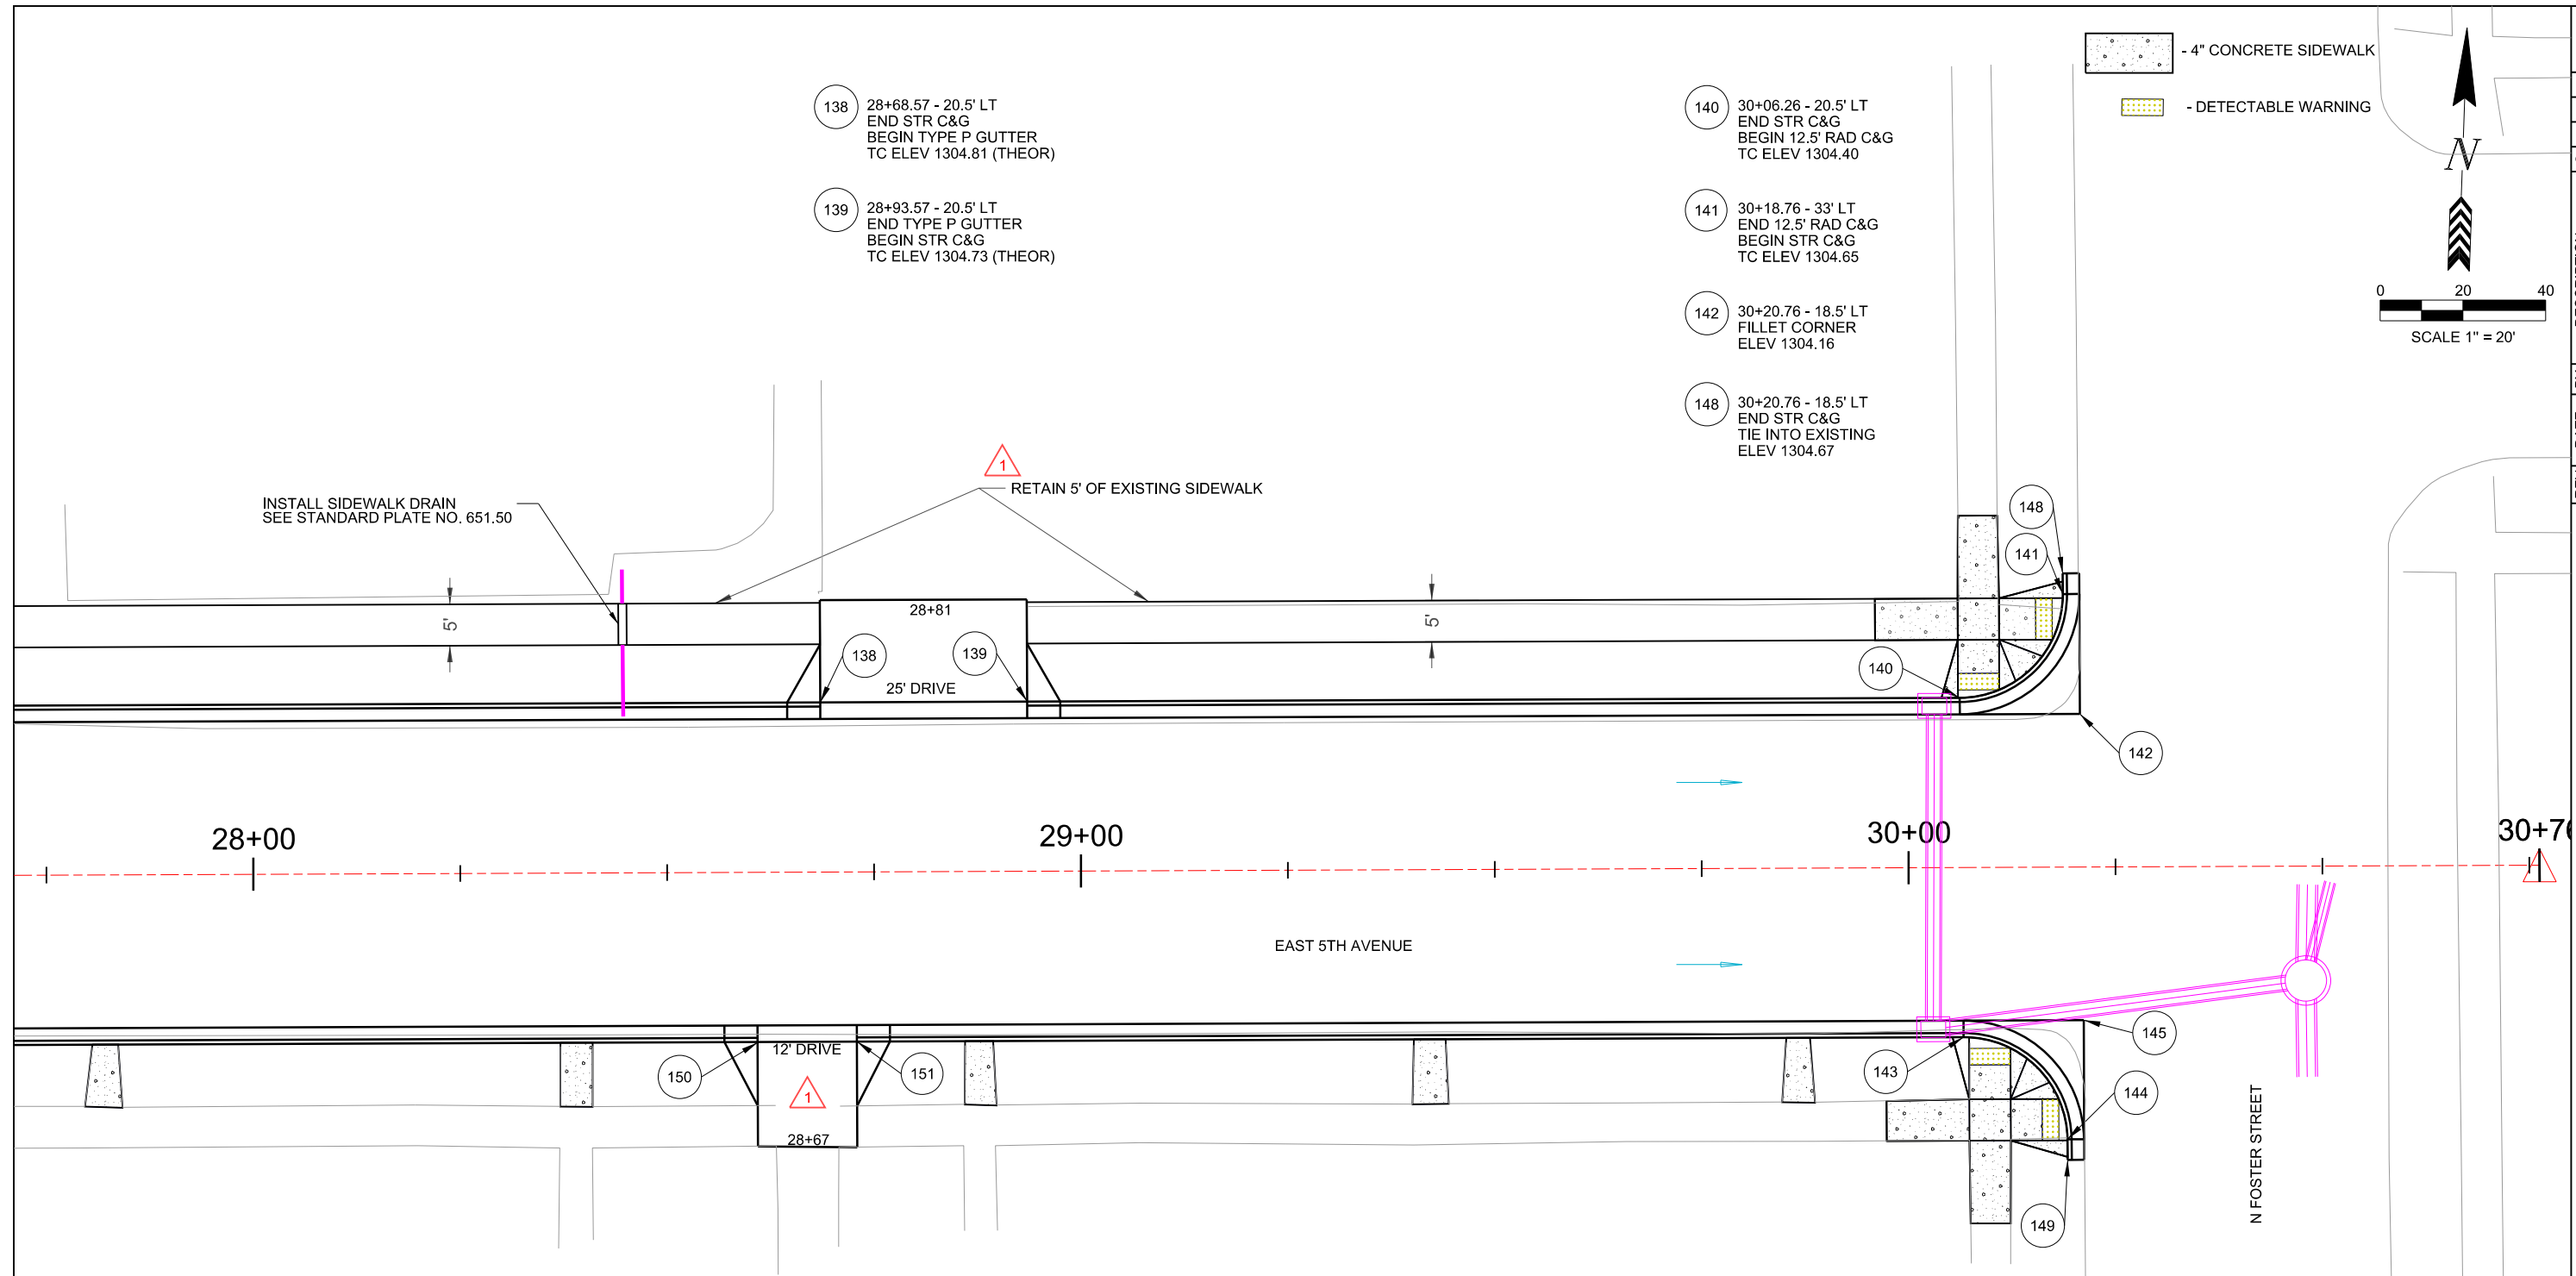 - 4" CONCRETE SIDEWALK
- DETECTABLE WARNING
N
0 20 40
SCALE 1" = 20'
138
28+68.57 - 20.5' LT
END STR C&G
BEGIN TYPE P GUTTER
TC ELEV 1304.81 (THEOR)
139
28+93.57 - 20.5' LT
END TYPE P GUTTER
BEGIN STR C&G
TC ELEV 1304.73 (THEOR)
140
30+06.26 - 20.5' LT
END STR C&G
BEGIN 12.5' RAD C&G
TC ELEV 1304.40
141
30+18.76 - 33' LT
END 12.5' RAD C&G
BEGIN STR C&G
TC ELEV 1304.65
142
30+20.76 - 18.5' LT
FILLET CORNER
ELEV 1304.16
148
30+20.76 - 18.5' LT
END STR C&G
TIE INTO EXISTING
ELEV 1304.67
1
RETAIN 5' OF EXISTING SIDEWALK
INSTALL SIDEWALK DRAIN
SEE STANDARD PLATE NO. 651.50
148
141
5'
28+81
5'
138
139
140
25' DRIVE
142
28+00
29+00
30+00
30+76
EAST 5TH AVENUE
145
12' DRIVE
150
151
143
144
1
28+67
149
N FOSTER STREET